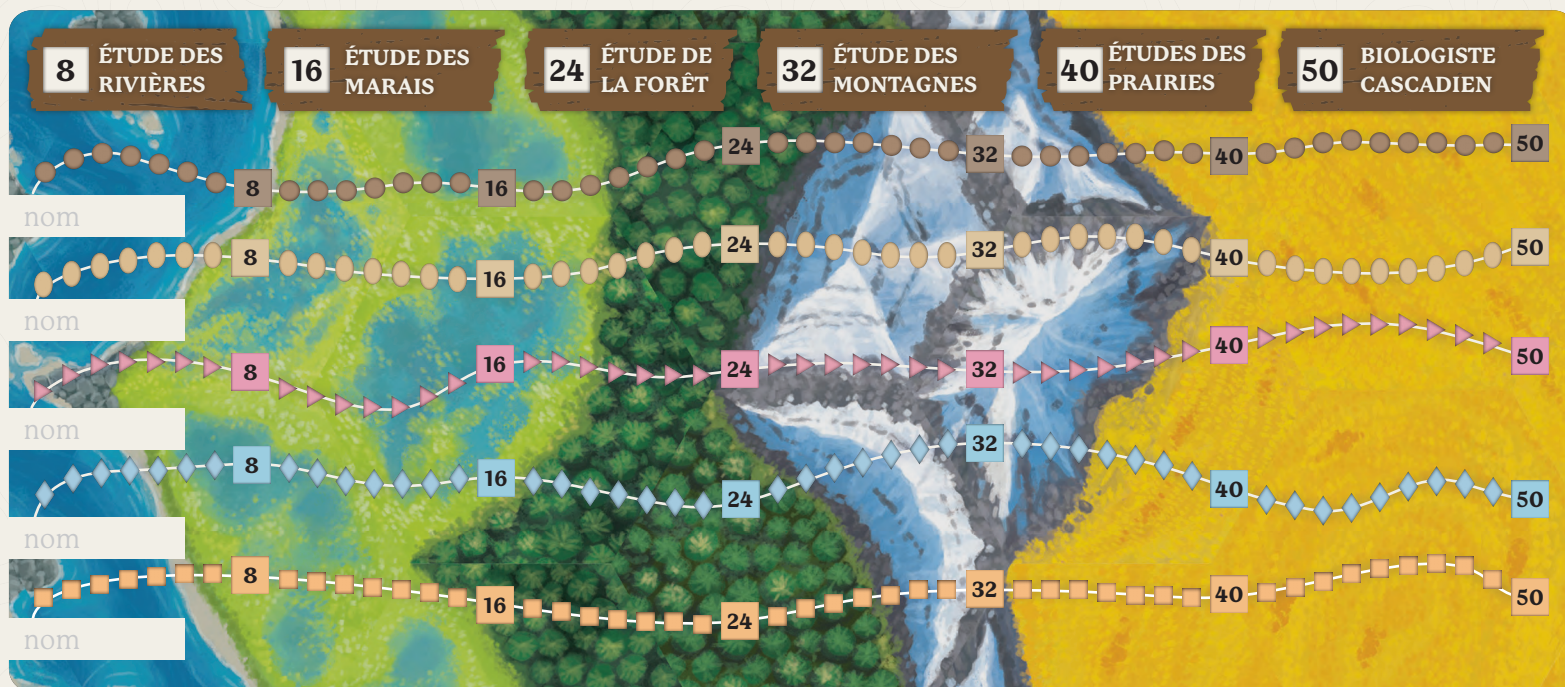 8 ÉTUDE DES
RIVIÈRES
16 ÉTUDE DES
MARAIS
24 ÉTUDE DE
LA FORÊT
32 ÉTUDE DES
MONTAGNES
40 ÉTUDES DES
PRAIRIES
50 BIOLOGISTE
CASCADIEN
8 16 24 32 40 50
nom
8 16 24 32 40 50
nom
8 16 24 32 40 50
nom
8 16 24 32 40 50
nom
8 16 24 32 40 50
nom